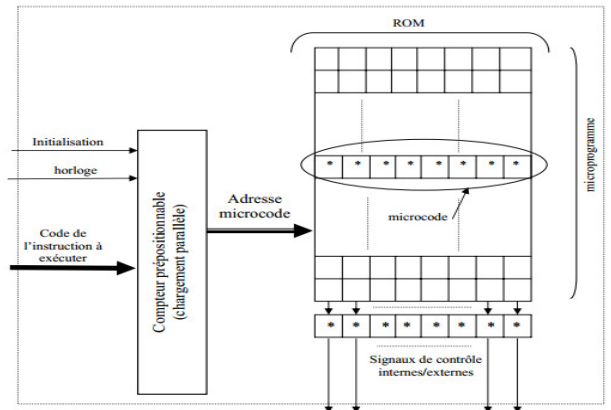 ROM
Initialisation
horloge
Code de
l'instruction à
exécuter
Compteur prépositionnable
(chargement parallèle)
Adresse
microcode
* * * * * * * *
microcode
microprogramme
* * * * * * * *
Signaux de contrôle
internes/externes